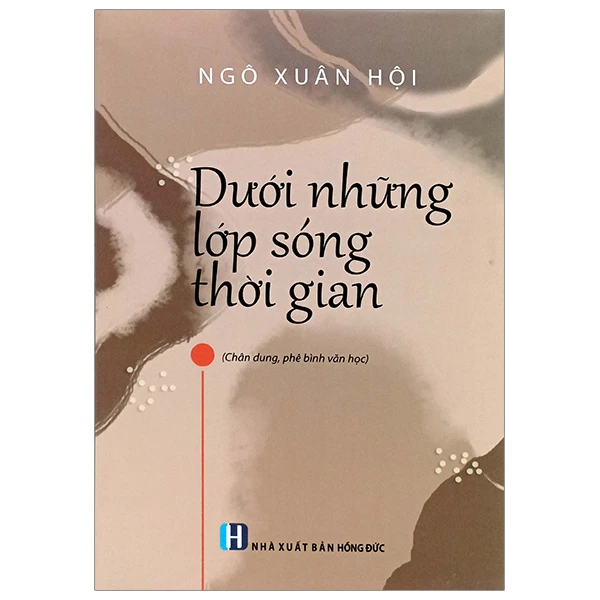 NGÔ XUÂN HỘI
Dưới những
lớp sóng
thời gian
(Chân dung, phê bình văn học)
H NHÀ XUẤT BẢN HỒNG ĐỨC